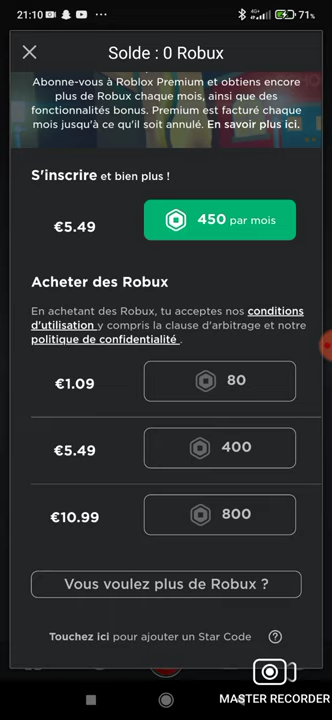 21:10
4G+
71%
Solde : 0 Robux
Abonne-vous à Roblox Premium et obtiens encore
plus de Robux chaque mois, ainsi que des
fonctionnalités bonus. Premium est facturé chaque
mois jusqu'à ce qu'il soit annulé. En savoir plus ici.
S'inscrire et bien plus !
€5.49 450 par mois
Acheter des Robux
En achetant des Robux, tu acceptes nos conditions
d'utilisation y compris la clause d'arbitrage et notre
politique de confidentialité .
€1.09 80
€5.49 400
€10.99 800
Vous voulez plus de Robux ?
Touchez ici pour ajouter un Star Code ?
MASTER RECORDER